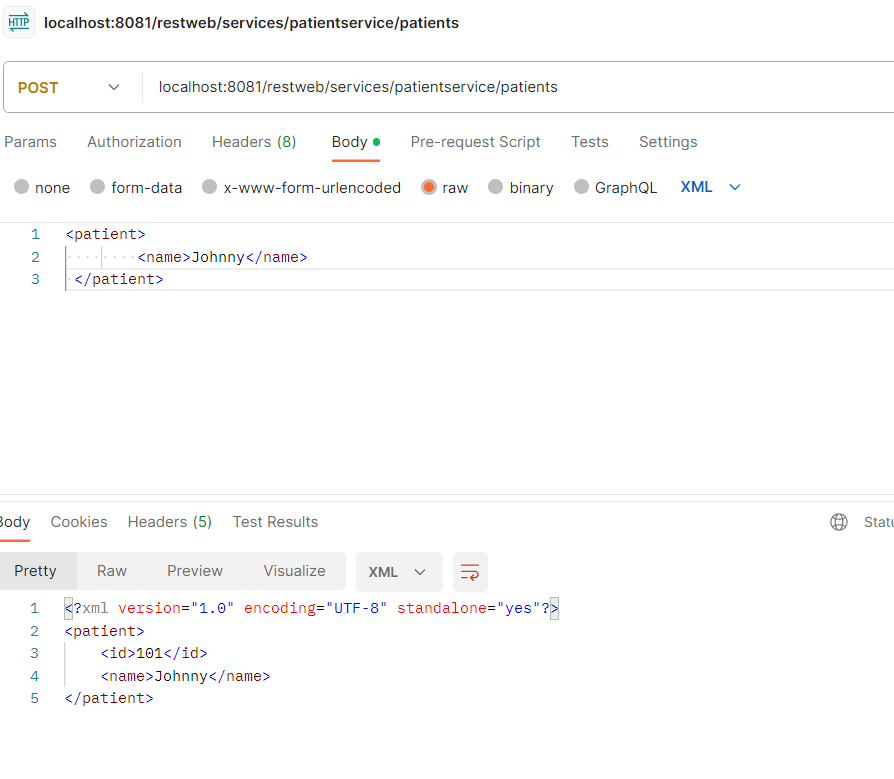 HTTP localhost:8081/restweb/services/patientservice/patients
POST localhost:8081/restweb/services/patientservice/patients
Params Authorization Headers (8) Body Pre-request Script Tests Settings
none form-data x-www-form-urlencoded raw binary GraphQL XML
1 <patient>
2 <name>Johnny</name>
3 </patient>
Body Cookies Headers (5) Test Results Statu
Pretty Raw Preview Visualize XML
1 <?xml version="1.0" encoding="UTF-8" standalone="yes"?>
2 <patient>
3 <id>101</id>
4 <name>Johnny</name>
5 </patient>